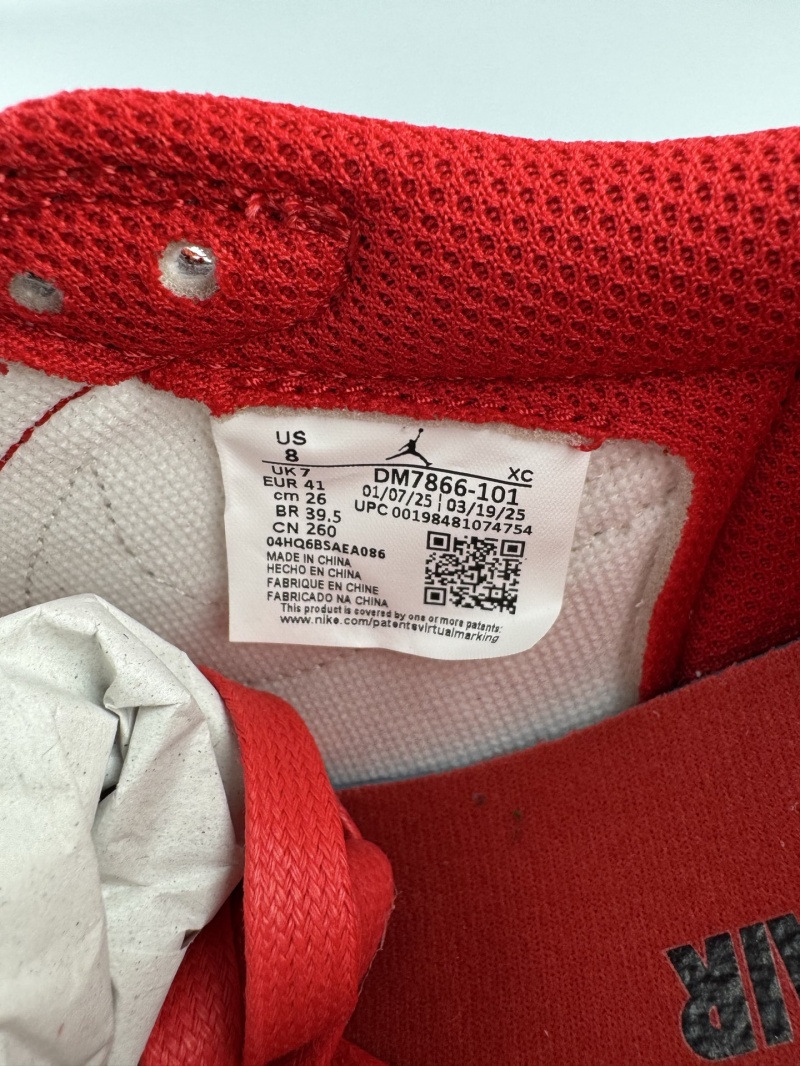 US
8
UK 7
EUR 41
cm 26
BR 39.5
CN 260
XC
DM7866-101
01/07/25 | 03/19/25
UPC 00198481074754
04HQ6BSAEA086
MADE IN CHINA
HECHO EN CHINA
FABRIQUE EN CHINE
FABRICADO NA CHINA
This product is covered by one or more patents:
www.nike.com/patentsvirtualmarking
AIR